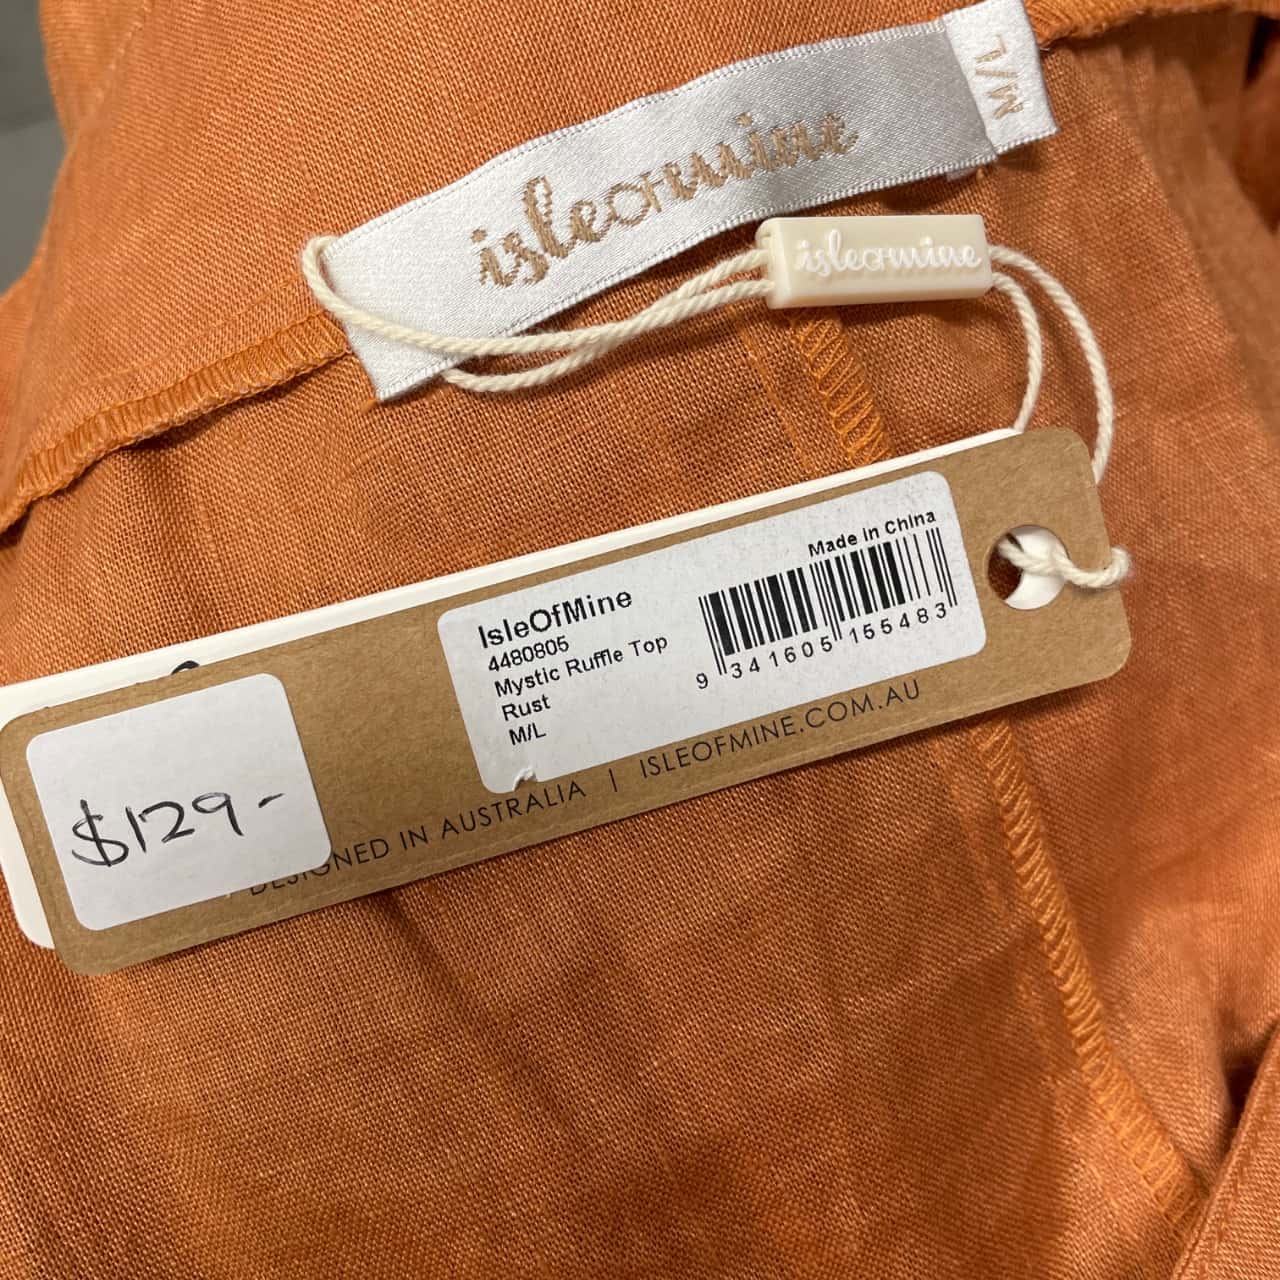 isleOFmine
M/L
isleOFmine
Made in China
IsleOfMine
4480805
Mystic Ruffle Top
Rust
M/L
9 341605 155483
$129-
DESIGNED IN AUSTRALIA | ISLEOFMINE.COM.AU